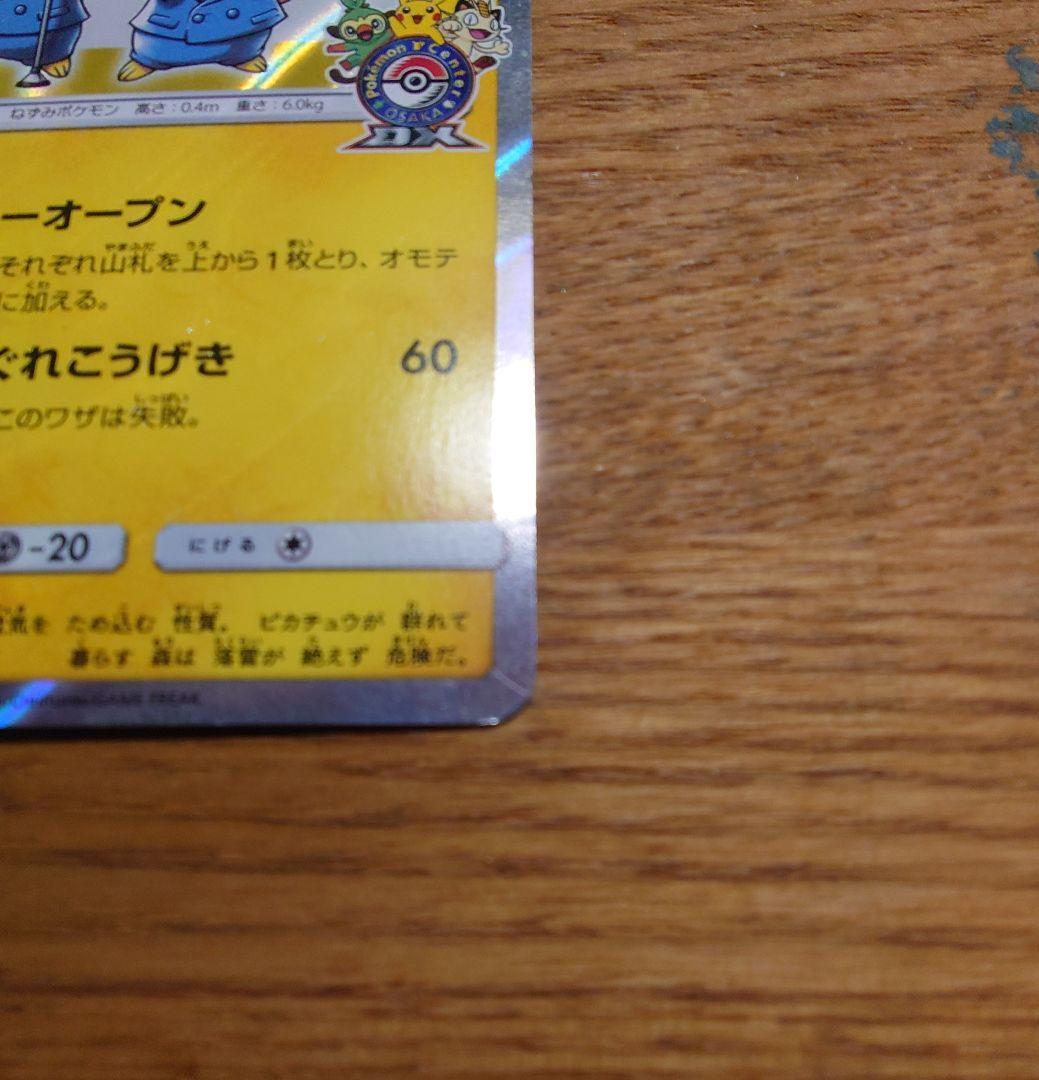 Pokémon Center
OSAKA
DX
ねずみポケモン 高さ：0.4m 重さ：6.0kg
ーオープン
それぞれ山札を上から1枚とり、オモテ
に加える。
ぐれこうげき 60
このワザは失敗。
-20 にげる
電気を ため込む 性質。 ピカチュウが 群れて
暮らす 森は 落雷が 絶えず 危険だ。
GAME FREAK